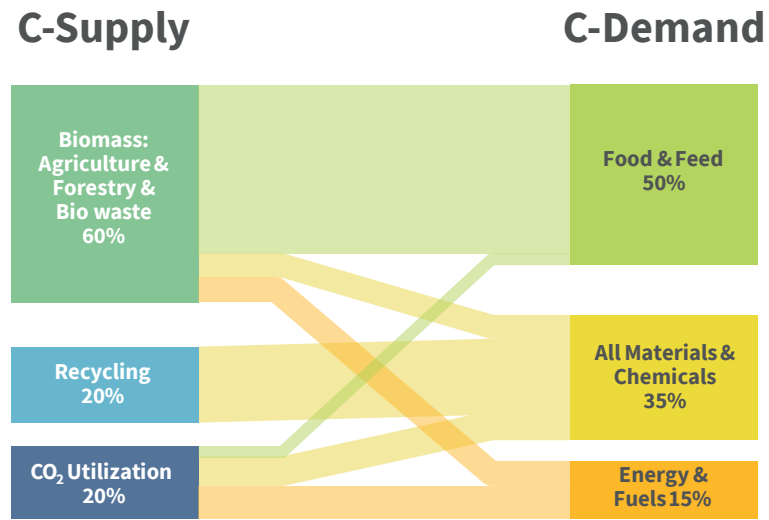 C-Supply
C-Demand
Biomass:
Agriculture &
Forestry &
Bio waste
60%
Recycling
20%
CO₂ Utilization
20%
Food & Feed
50%
All Materials &
Chemicals
35%
Energy &
Fuels 15%